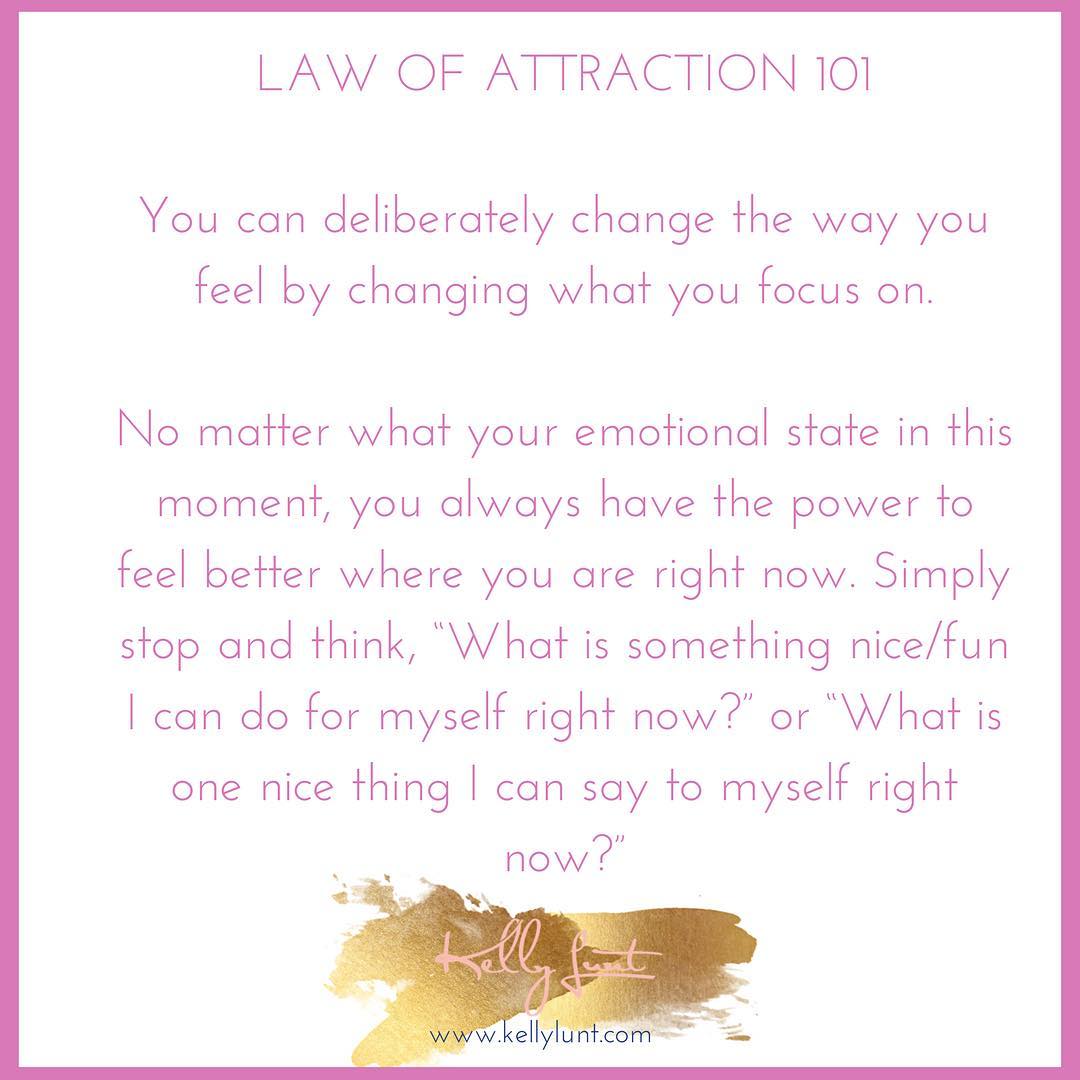 LAW OF ATTRACTION 101
You can deliberately change the way you
feel by changing what you focus on.
No matter what your emotional state in this
moment, you always have the power to
feel better where you are right now. Simply
stop and think, “What is something nice/fun
I can do for myself right now?” or “What is
one nice thing I can say to myself right
now?”
Kelly Lunt
www.kellylunt.com